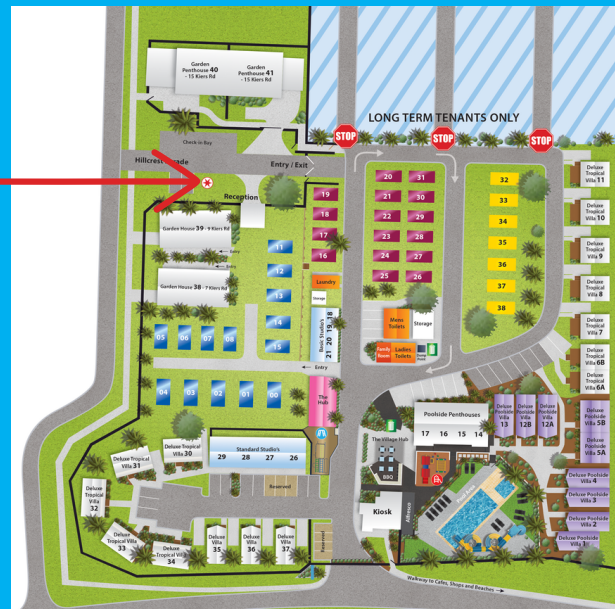 Garden
Penthouse 40
- 15 Kiers Rd
Garden
Penthouse 41
- 15 Kiers Rd
LONG TERM TENANTS ONLY
STOP
STOP
STOP
Check-in Bay
Entry / Exit
Reception
Garden House 39 - 9 Kiers Rd
Entry
Entry
Garden House 38 - 7 Kiers Rd
19
18
17
16
11
12
13
14
15
05
06
07
08
04
03
02
01
00
Laundry
Storage
Basic Studio's
21 20 19 18
Entry
The
Hub
20
31
21
30
22
29
23
28
24
27
25
26
Mens
Toilets
Storage
Family
Room
Ladies
Toilets
32
33
34
35
36
37
38
Deluxe
Tropical
Villa 11
Deluxe
Tropical
Villa 10
Deluxe
Tropical
Villa 9
Deluxe
Tropical
Villa 8
Deluxe
Tropical
Villa 7
Deluxe
Tropical
Villa 6B
Deluxe
Tropical
Villa 6A
Deluxe
Poolside
Villa
13
Deluxe
Poolside
Villa
12B
Deluxe
Poolside
Villa
12A
Deluxe
Poolside
Villa
5B
Deluxe
Poolside
Villa
5A
Deluxe Poolside
Villa 4
Deluxe Poolside
Villa 3
Deluxe Poolside
Villa 2
Deluxe Poolside
Villa 1
Poolside Penthouses
17 16 15 14
The Village Hub
BBQ
Kiosk
Alfresco
Pool Area
Standard Studio's
29 28 27 26
Reserved
Reserved
Deluxe Tropical
Villa 30
Deluxe Tropical
Villa 31
Deluxe
Tropical
Villa
32
Deluxe
Tropical Villa
33
Deluxe
Tropical Villa
34
Deluxe
Tropical
Villa
35
Deluxe
Tropical
Villa
36
Deluxe
Tropical
Villa
37
Walkway to Cafes, Shops and Beaches